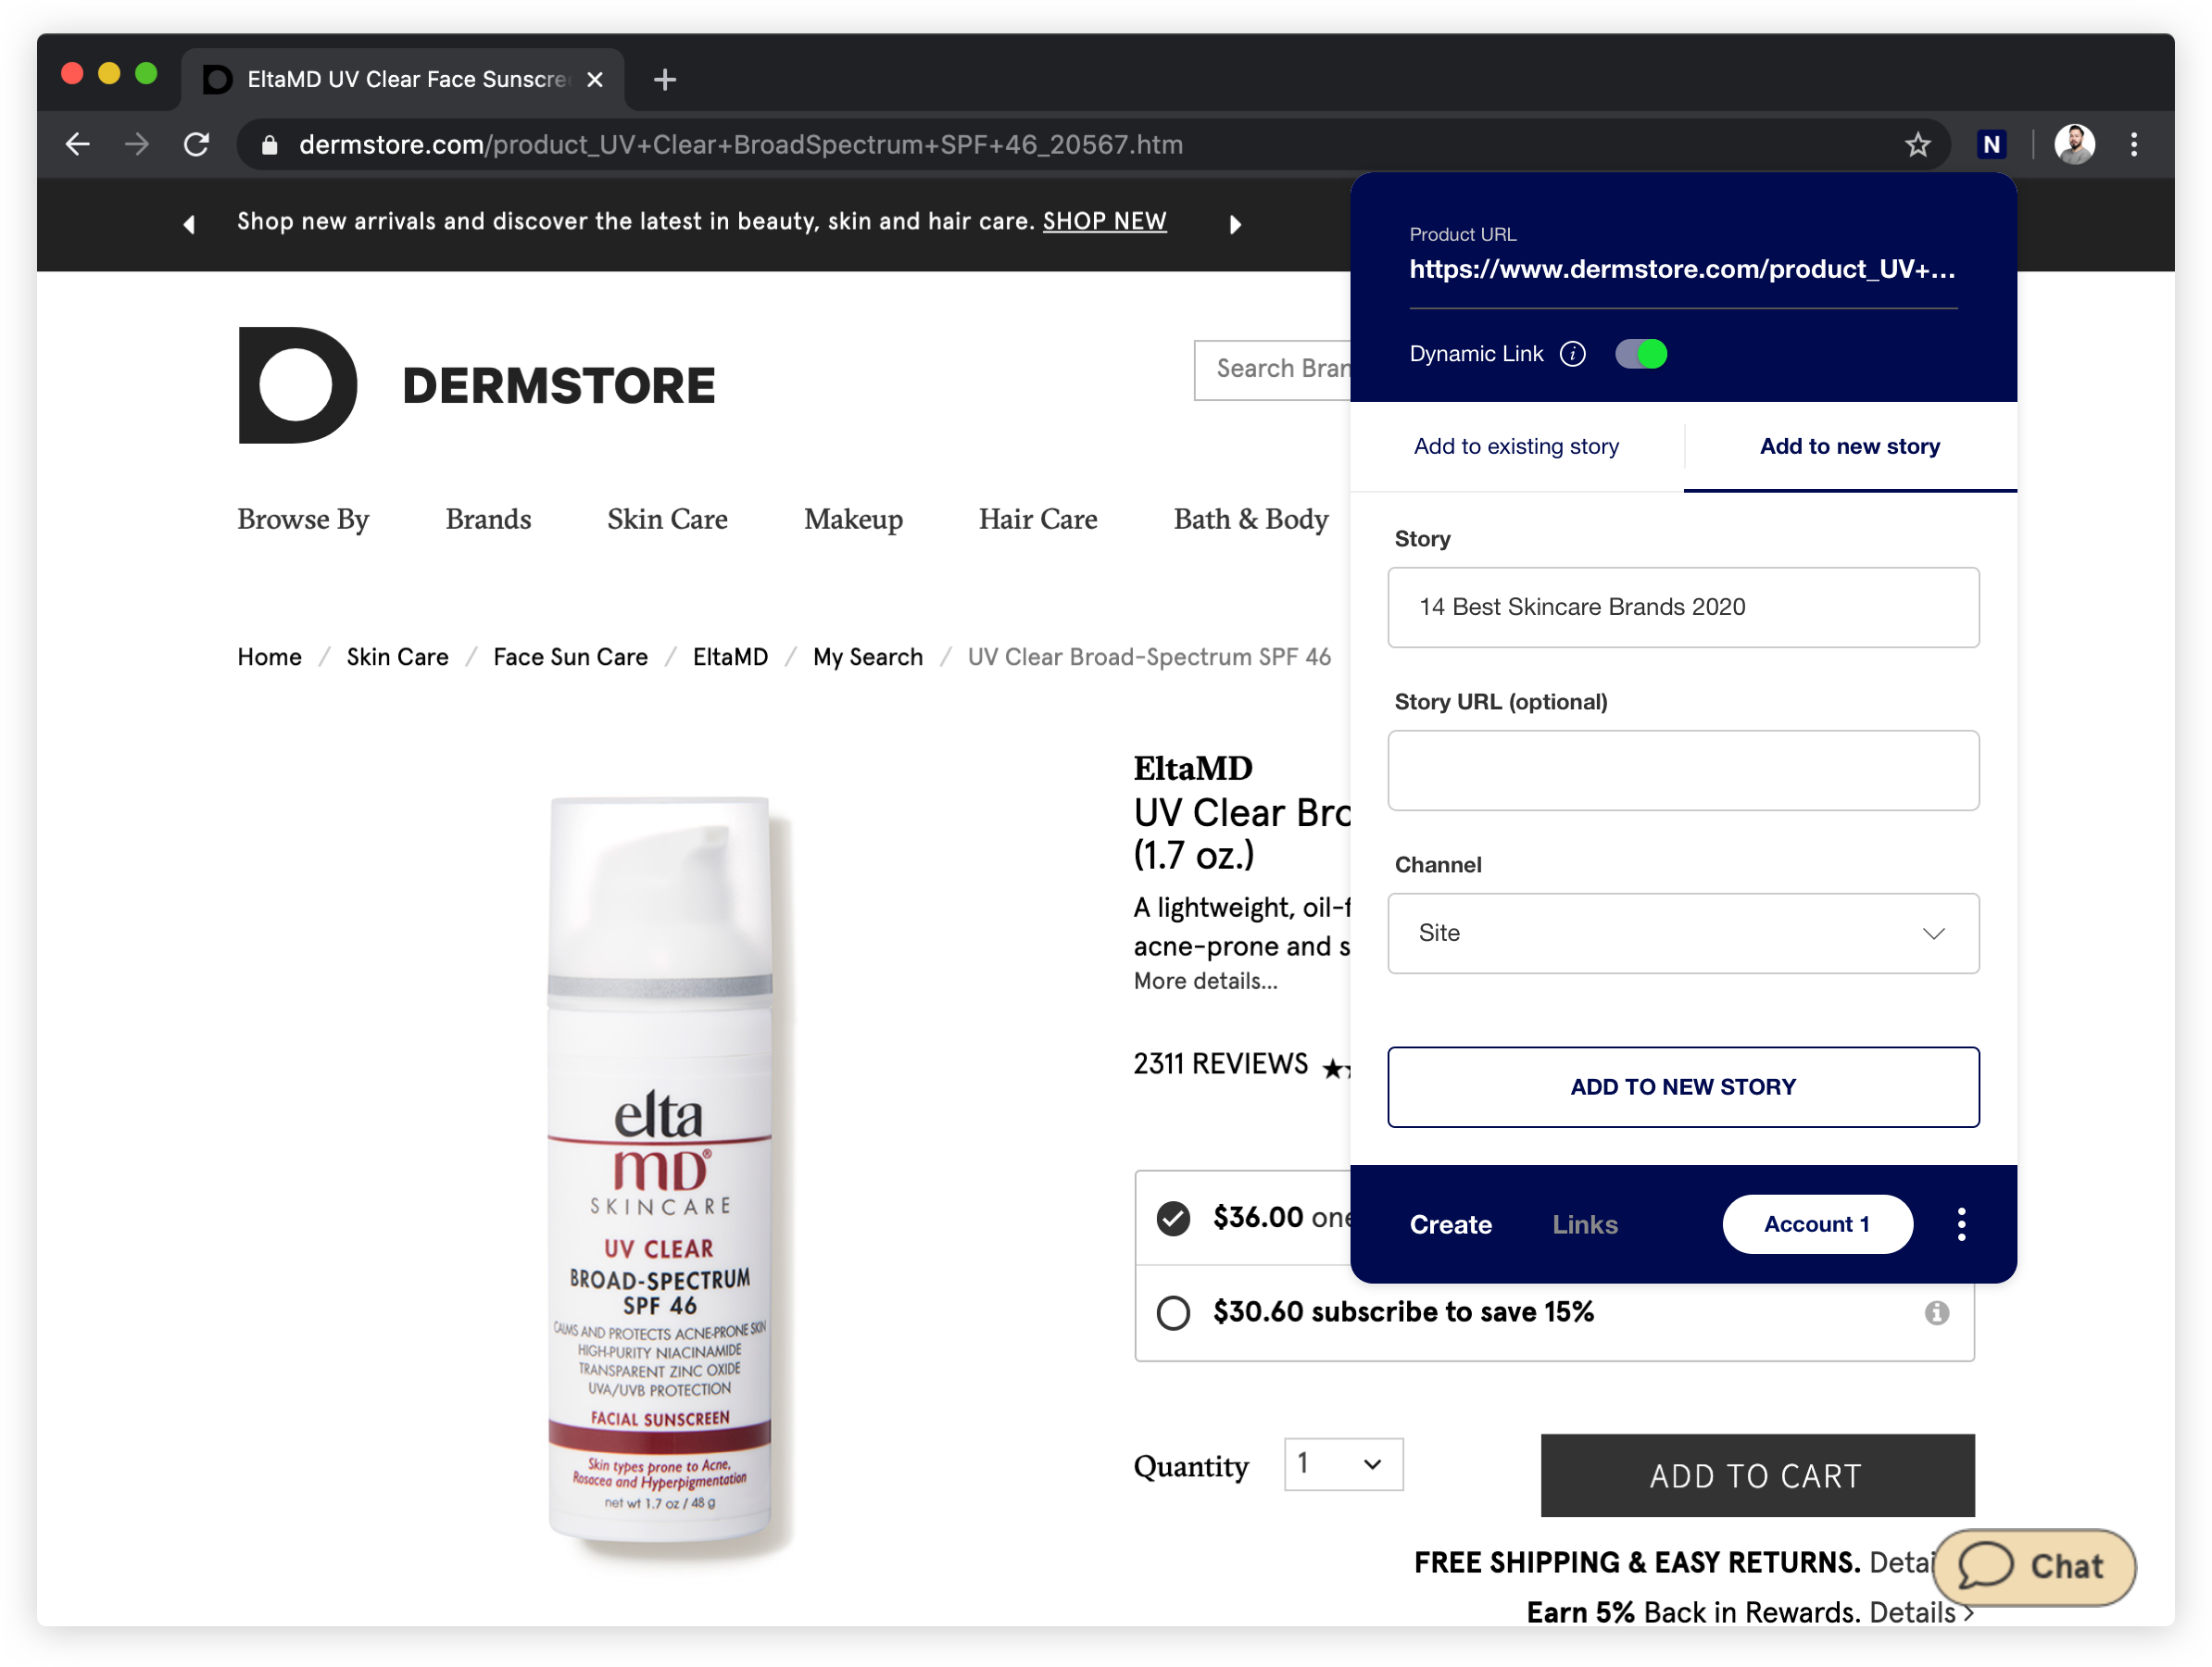 EltaMD UV Clear Face Sunscre
dermstore.com/product_UV+Clear+BroadSpectrum+SPF+46_20567.htm
N
Shop new arrivals and discover the latest in beauty, skin and hair care. SHOP NEW
DERMSTORE
Search Bran
Browse By Brands Skin Care Makeup Hair Care Bath & Body
Home / Skin Care / Face Sun Care / EltaMD / My Search / UV Clear Broad-Spectrum SPF 46
elta
MD®
SKINCARE
UV CLEAR
BROAD-SPECTRUM
SPF 46
CALMS AND PROTECTS ACNE-PRONE SKIN
HIGH-PURITY NIACINAMIDE
TRANSPARENT ZINC OXIDE
UVA/UVB PROTECTION
FACIAL SUNSCREEN
Skin types prone to Acne,
Rosacea and Hyperpigmentation
net wt 1.7 oz / 48 g
EltaMD
UV Clear Bro
(1.7 oz.)
A lightweight, oil-f
acne-prone and s
More details...
2311 REVIEWS
$36.00 one
$30.60 subscribe to save 15%
Quantity 1
ADD TO CART
FREE SHIPPING & EASY RETURNS. Detai
Earn 5% Back in Rewards. Details >
Chat
Product URL
https://www.dermstore.com/product_UV+...
Dynamic Link i
Add to existing story Add to new story
Story
14 Best Skincare Brands 2020
Story URL (optional)
Channel
Site
ADD TO NEW STORY
Create Links Account 1